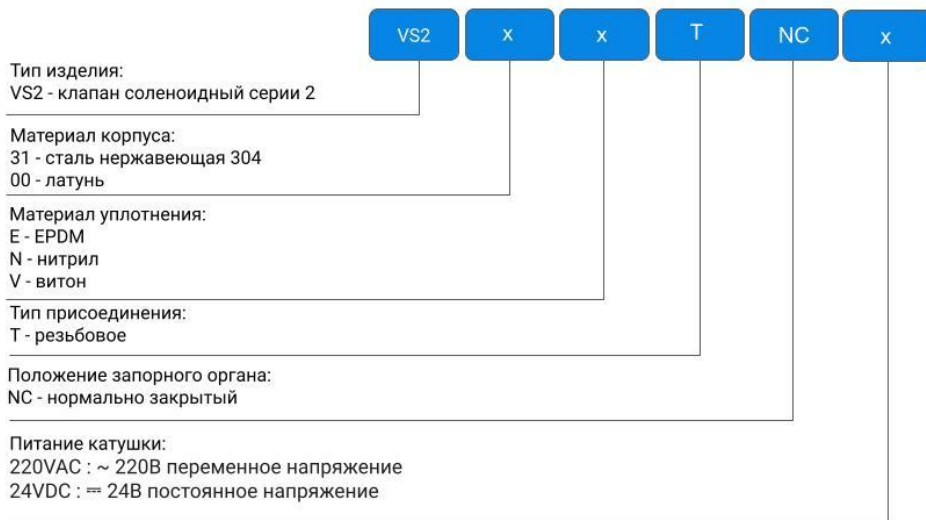 VS2 x x T NC x
Тип изделия:
VS2 - клапан соленоидный серии 2
Материал корпуса:
31 - сталь нержавеющая 304
00 - латунь
Материал уплотнения:
E - EPDM
N - нитрил
V - витон
Тип присоединения:
T - резьбовое
Положение запорного органа:
NC - нормально закрытый
Питание катушки:
220VAC : ~ 220В переменное напряжение
24VDC : ⎓ 24В постоянное напряжение